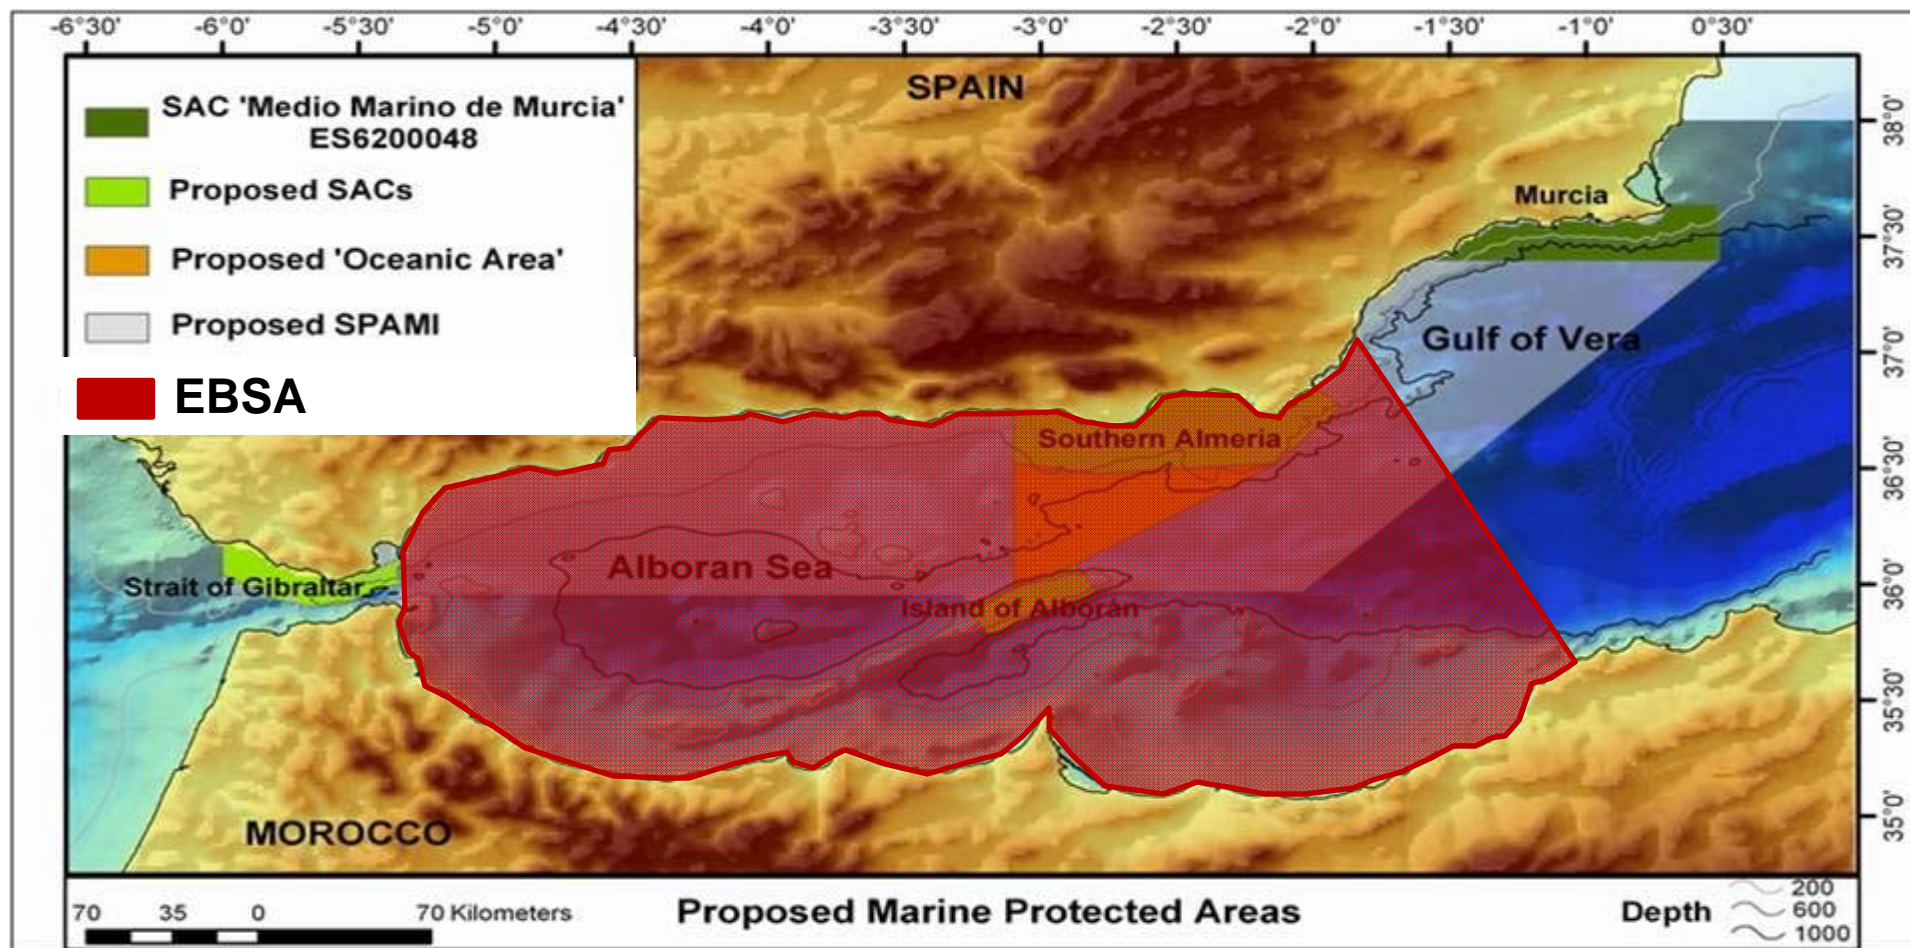 -6°30' -6°0' -5°30' -5°0' -4°30' -4°0' -3°30' -3°0' -2°30' -2°0' -1°30' -1°0' 0°30'
SPAIN
SAC 'Medio Marino de Murcia'
ES6200048
Proposed SACs
Proposed 'Oceanic Area'
Proposed SPAMI
EBSA
Murcia
Gulf of Vera
Southern Almeria
Alboran Sea
Strait of Gibraltar
Island of Alborán
MOROCCO
38°0'
37°30'
37°0'
36°30'
36°0'
35°30'
35°0'
70 35 0 70 Kilometers
Proposed Marine Protected Areas
Depth
200
600
1000